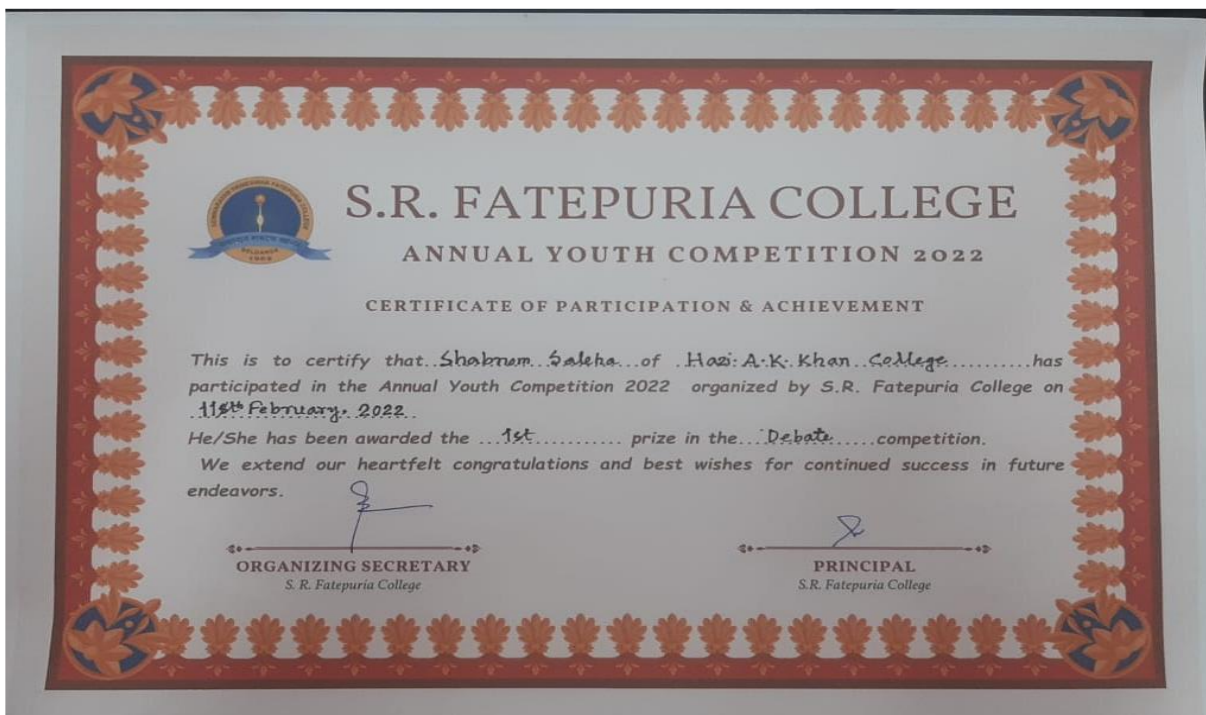 S.R. FATEPURIA COLLEGE
ANNUAL YOUTH COMPETITION 2022
CERTIFICATE OF PARTICIPATION & ACHIEVEMENT
This is to certify that...Shabnam Saleha...of ..Hazi.A.K.Khan College............has
participated in the Annual Youth Competition 2022 organized by S.R. Fatepuria College on
11th February, 2022..
He/She has been awarded the ...1st.......... prize in the...Debate.....competition.
We extend our heartfelt congratulations and best wishes for continued success in future
endeavors.
ORGANIZING SECRETARY
S. R. Fatepuria College
PRINCIPAL
S.R. Fatepuria College
BELDANGA
1965